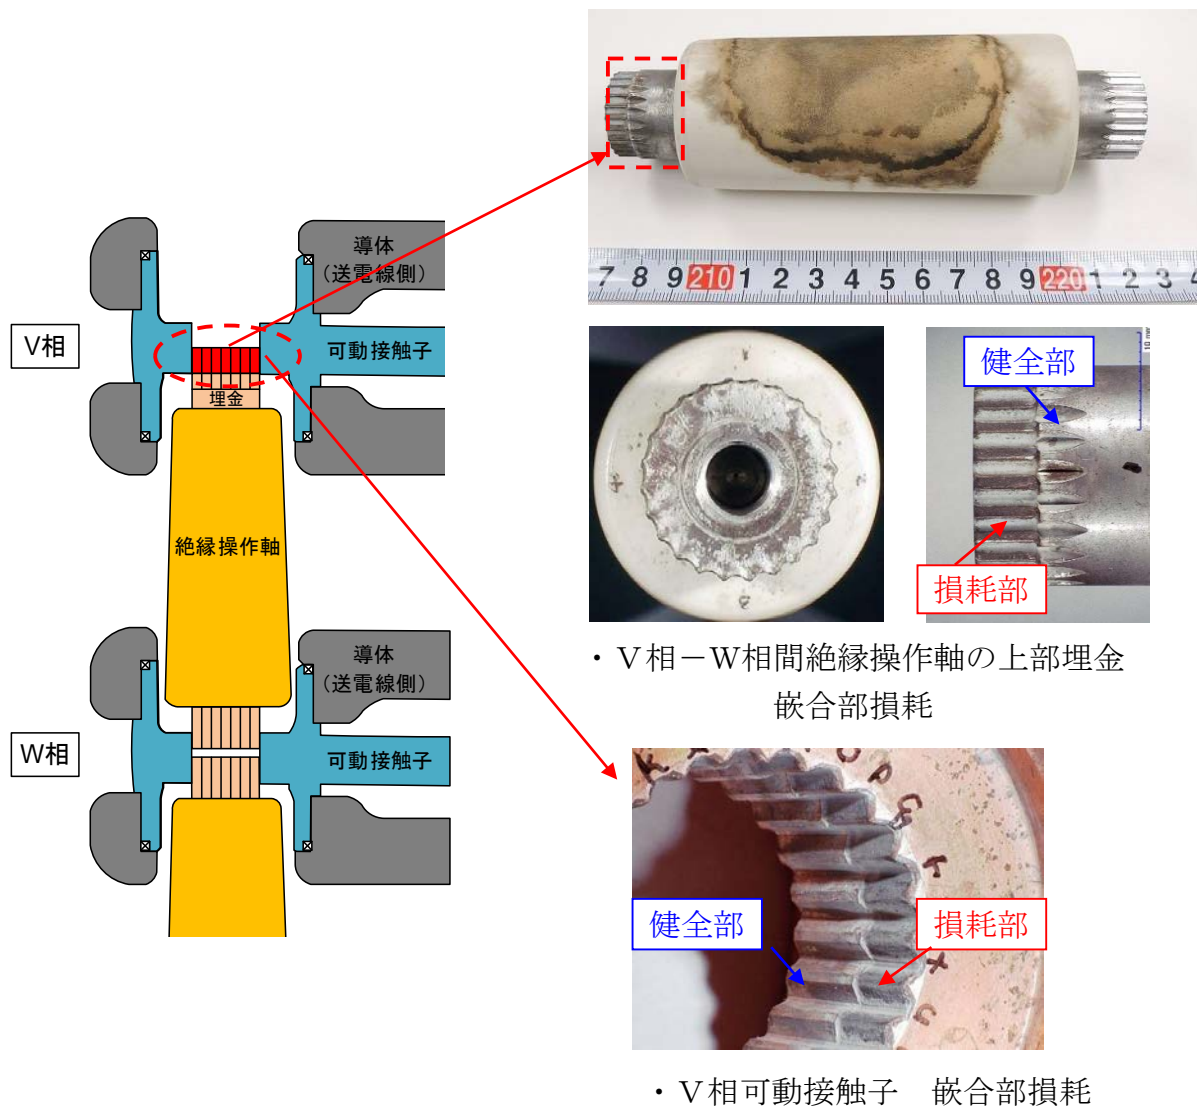 V相
導体
(送電線側)
可動接触子
埋金
絶縁操作軸
導体
(送電線側)
W相
可動接触子
7 8 9 210 1 2 3 4 5 6 7 8 9 220 1 2 3 4
健全部
損耗部
10 mm
・V相－W相間絶縁操作軸の上部埋金
嵌合部損耗
健全部
損耗部
・V相可動接触子　嵌合部損耗